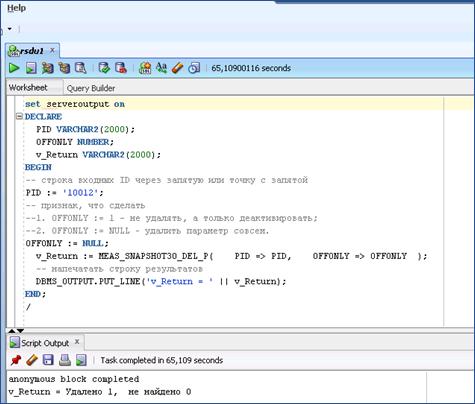 Help
rsdu1
65,10900116 seconds
Worksheet Query Builder
set serveroutput on
DECLARE
PID VARCHAR2(2000);
OFFONLY NUMBER;
v_Return VARCHAR2(2000);
BEGIN
-- строка входных ID через запятую или точку с запятой
PID := '10012';
-- признак, что сделать
--1. OFFONLY := 1 - не удалять, а только деактивировать;
--2. OFFONLY := NULL - удалить параметр совсем.
OFFONLY := NULL;
v_Return := MEAS_SNAPSHOT30_DEL_P( PID => PID, OFFONLY => OFFONLY );
-- напечатать строку результатов
DBMS_OUTPUT.PUT_LINE('v_Return = ' || v_Return);
END;
/
Script Output
Task completed in 65,109 seconds
anonymous block completed
v_Return = Удалено 1, не найдено 0